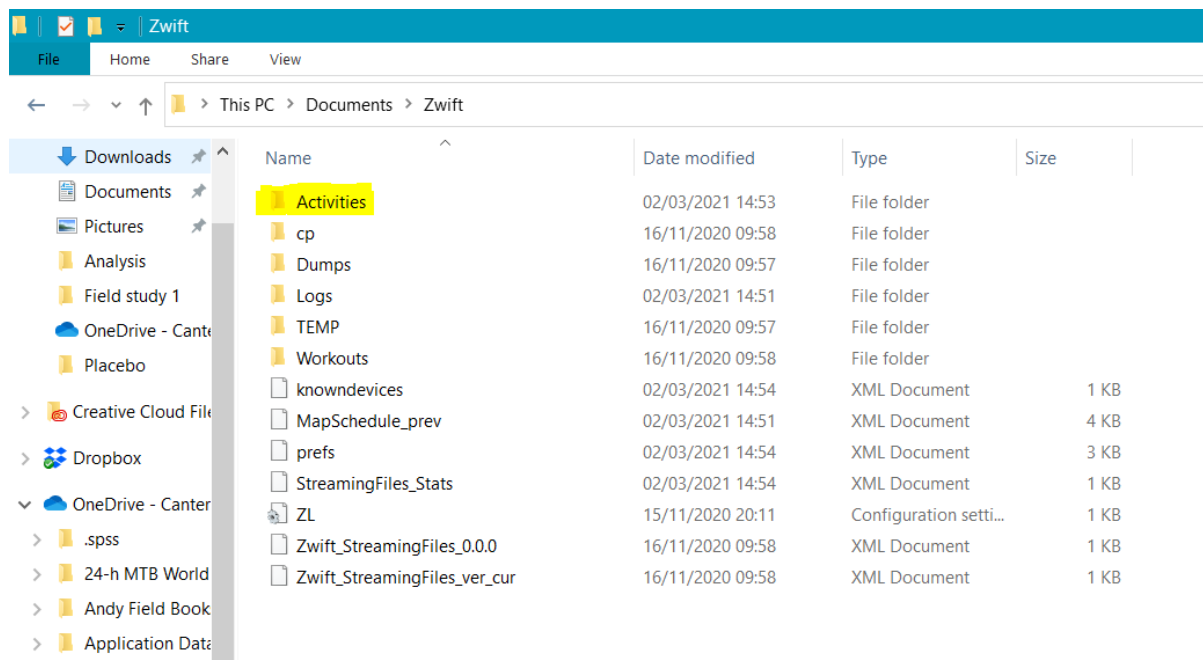 Zwift
File Home Share View
This PC > Documents > Zwift
Downloads
Documents
Pictures
Analysis
Field study 1
OneDrive - Cante
Placebo
Creative Cloud File
Dropbox
OneDrive - Canter
.spss
24-h MTB World
Andy Field Book
Application Data
Name Date modified Type Size
Activities 02/03/2021 14:53 File folder
cp 16/11/2020 09:58 File folder
Dumps 16/11/2020 09:57 File folder
Logs 02/03/2021 14:51 File folder
TEMP 16/11/2020 09:57 File folder
Workouts 16/11/2020 09:58 File folder
knowndevices 02/03/2021 14:54 XML Document 1 KB
MapSchedule_prev 02/03/2021 14:51 XML Document 4 KB
prefs 02/03/2021 14:54 XML Document 3 KB
StreamingFiles_Stats 02/03/2021 14:54 XML Document 1 KB
ZL 15/11/2020 20:11 Configuration setti... 1 KB
Zwift_StreamingFiles_0.0.0 16/11/2020 09:58 XML Document 1 KB
Zwift_StreamingFiles_ver_cur 16/11/2020 09:58 XML Document 1 KB